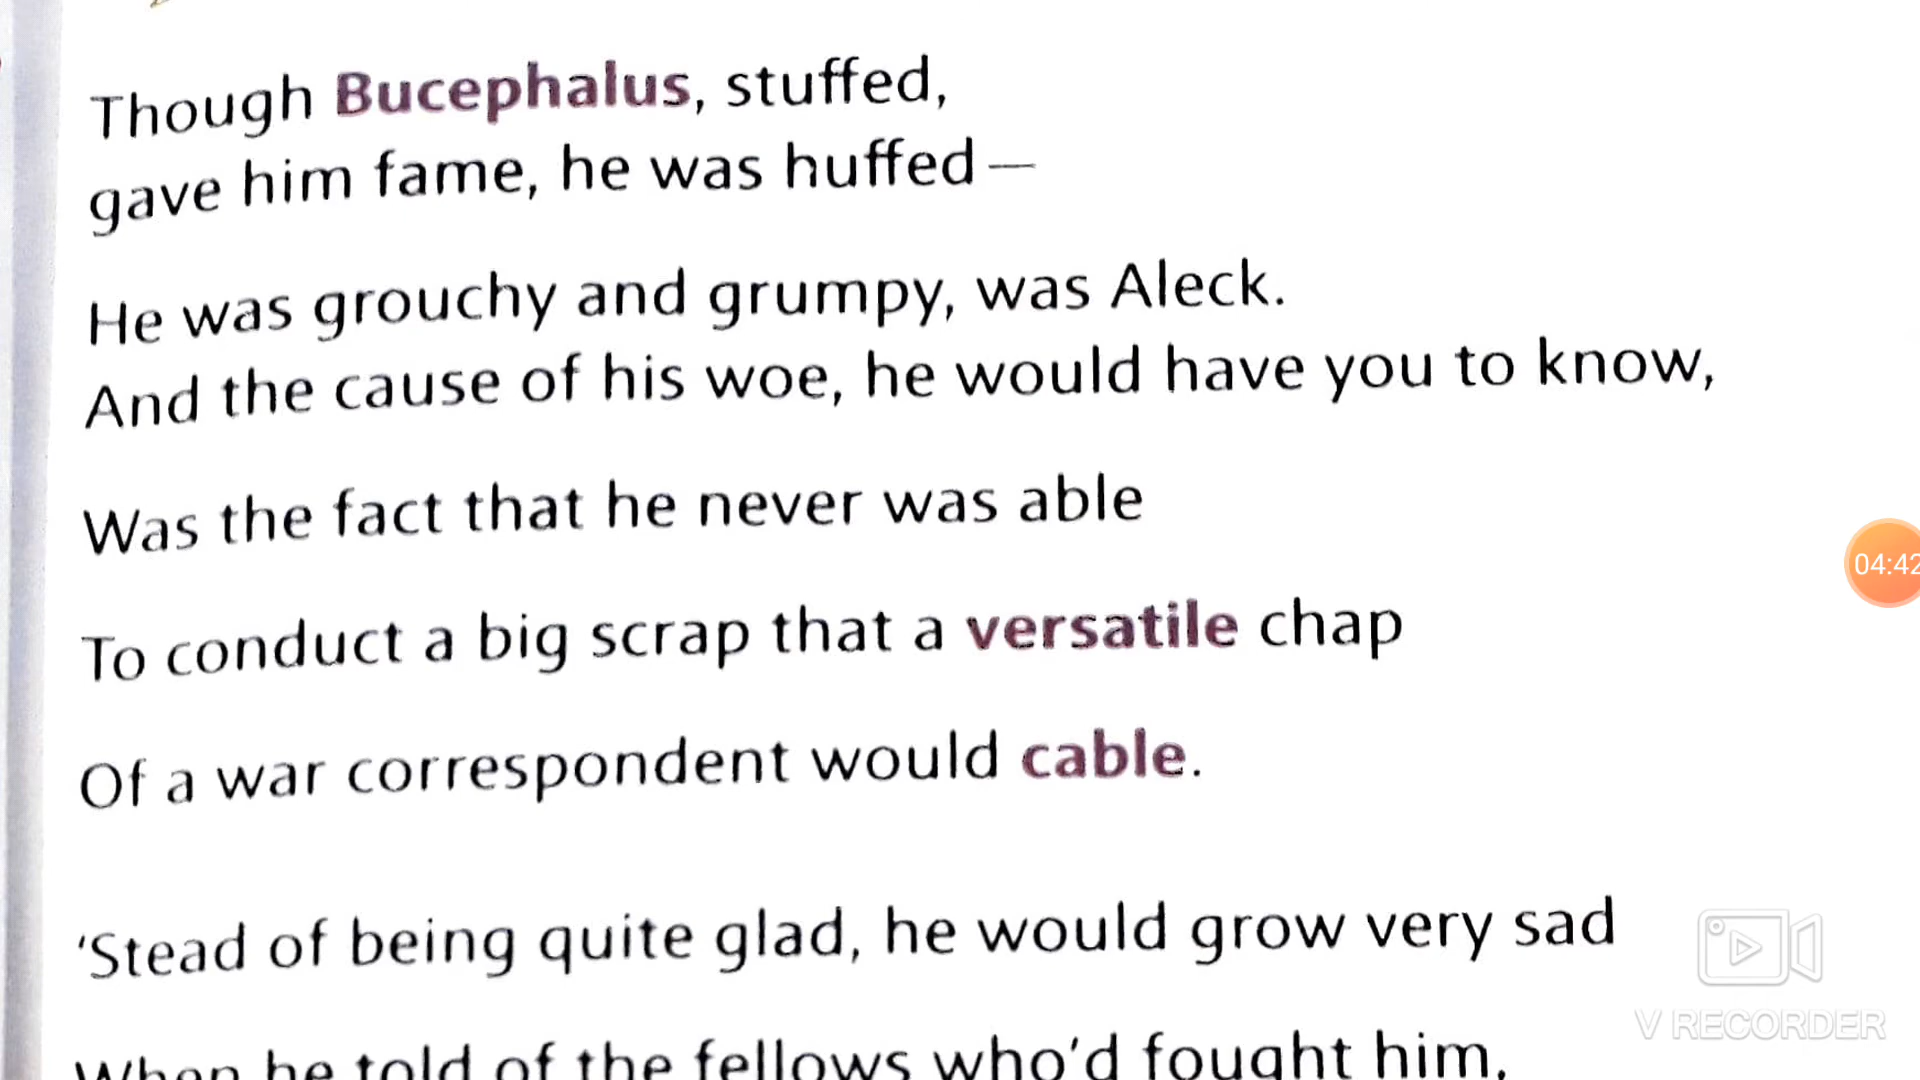 Though Bucephalus, stuffed,
gave him fame, he was huffed—
He was grouchy and grumpy, was Aleck.
And the cause of his woe, he would have you to know,
Was the fact that he never was able
To conduct a big scrap that a versatile chap
Of a war correspondent would cable.
‘Stead of being quite glad, he would grow very sad
When he told of the fellows who’d fought him,
04:42
V RECORDER